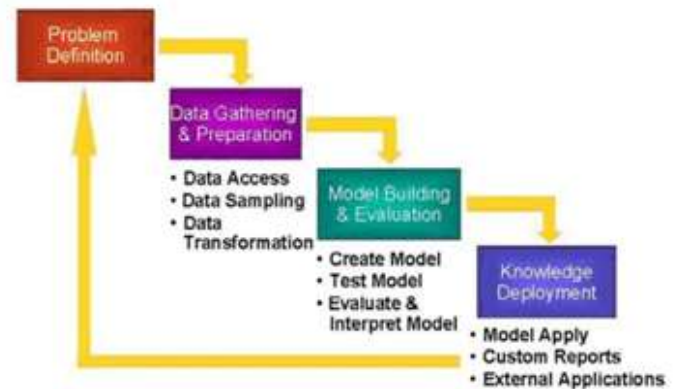 Problem
Definition
Data Gathering
& Preparation
• Data Access
• Data Sampling
• Data
Transformation
Model Building
& Evaluation
• Create Model
• Test Model
• Evaluate &
Interpret Model
Knowledge
Deployment
• Model Apply
• Custom Reports
• External Applications